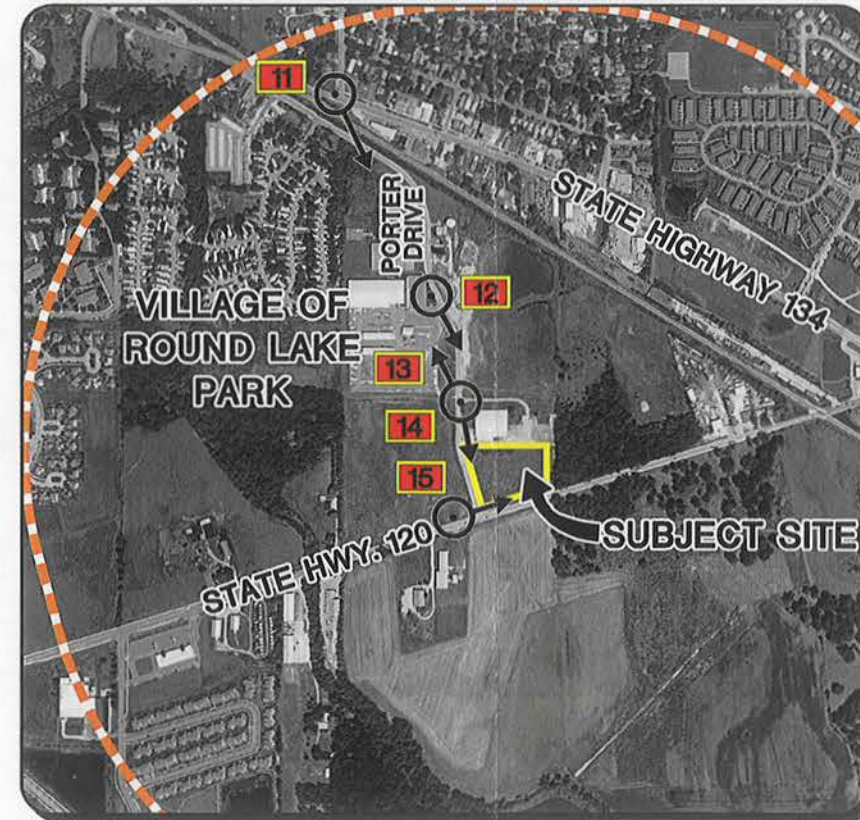 11
PORTER
DRIVE
STATE HIGHWAY 134
12
VILLAGE OF
ROUND LAKE
PARK
13
14
15
STATE HWY. 120
SUBJECT SITE